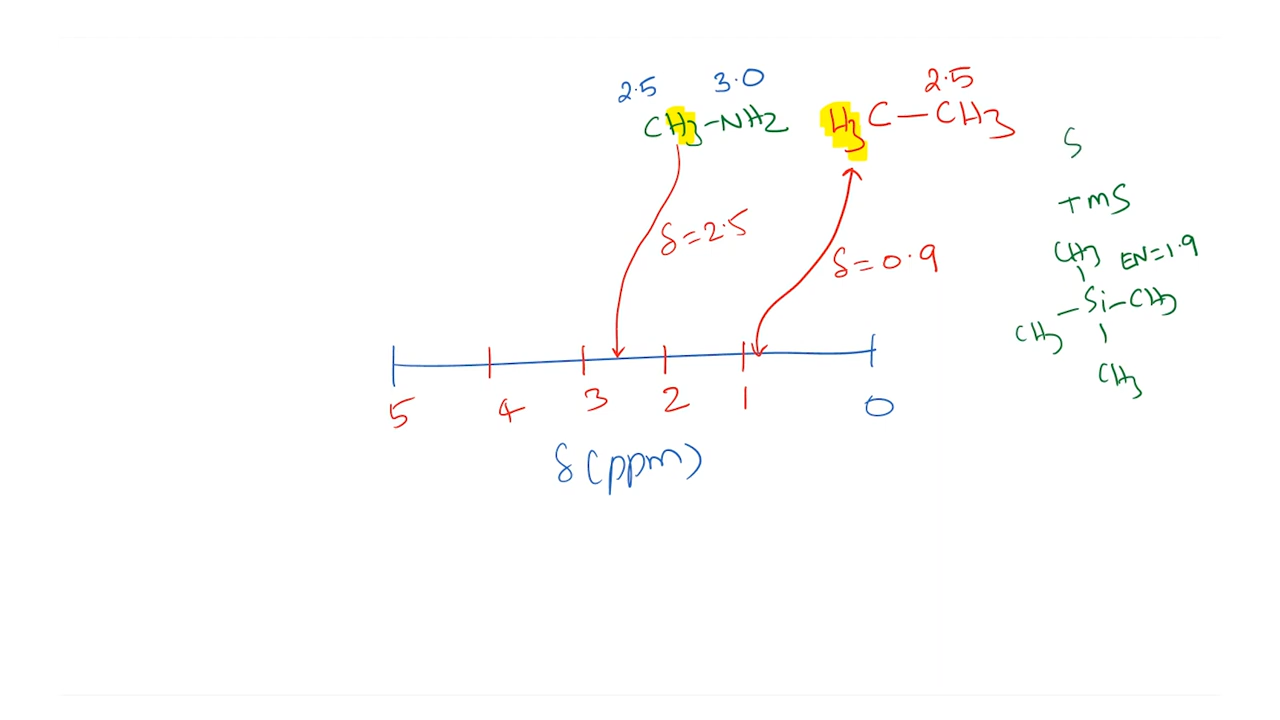 2.5 3.0
CH3-NH2
2.5
H3C-CH3
S
TMS
δ=2.5
δ=0.9
CH3 EN=1.9
CH3-Si-CH3
CH3
5 4 3 2 1 0
δ(ppm)